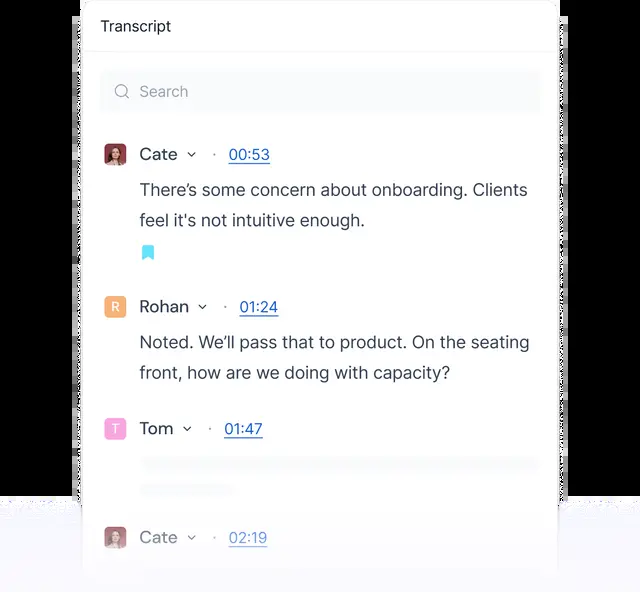 Transcript
Search
Cate · 00:53
There’s some concern about onboarding. Clients
feel it's not intuitive enough.
R Rohan · 01:24
Noted. We’ll pass that to product. On the seating
front, how are we doing with capacity?
T Tom · 01:47
Cate · 02:19